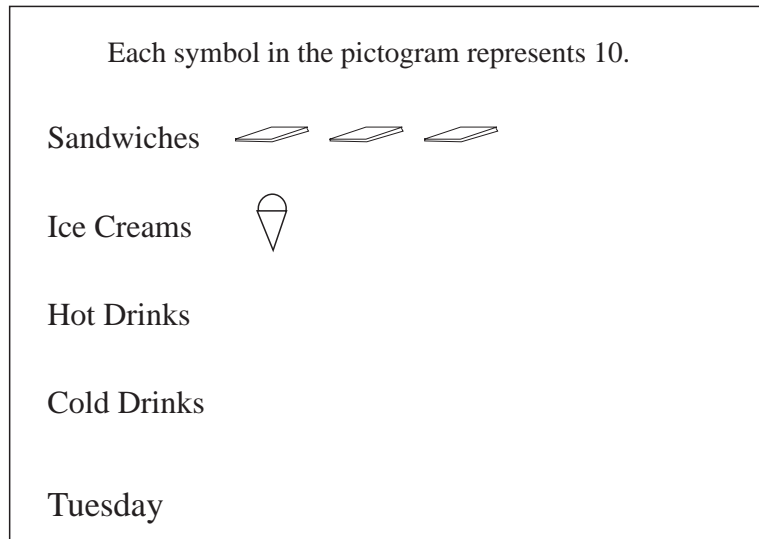 Each symbol in the pictogram represents 10.
Sandwiches
Ice Creams
Hot Drinks
Cold Drinks
Tuesday